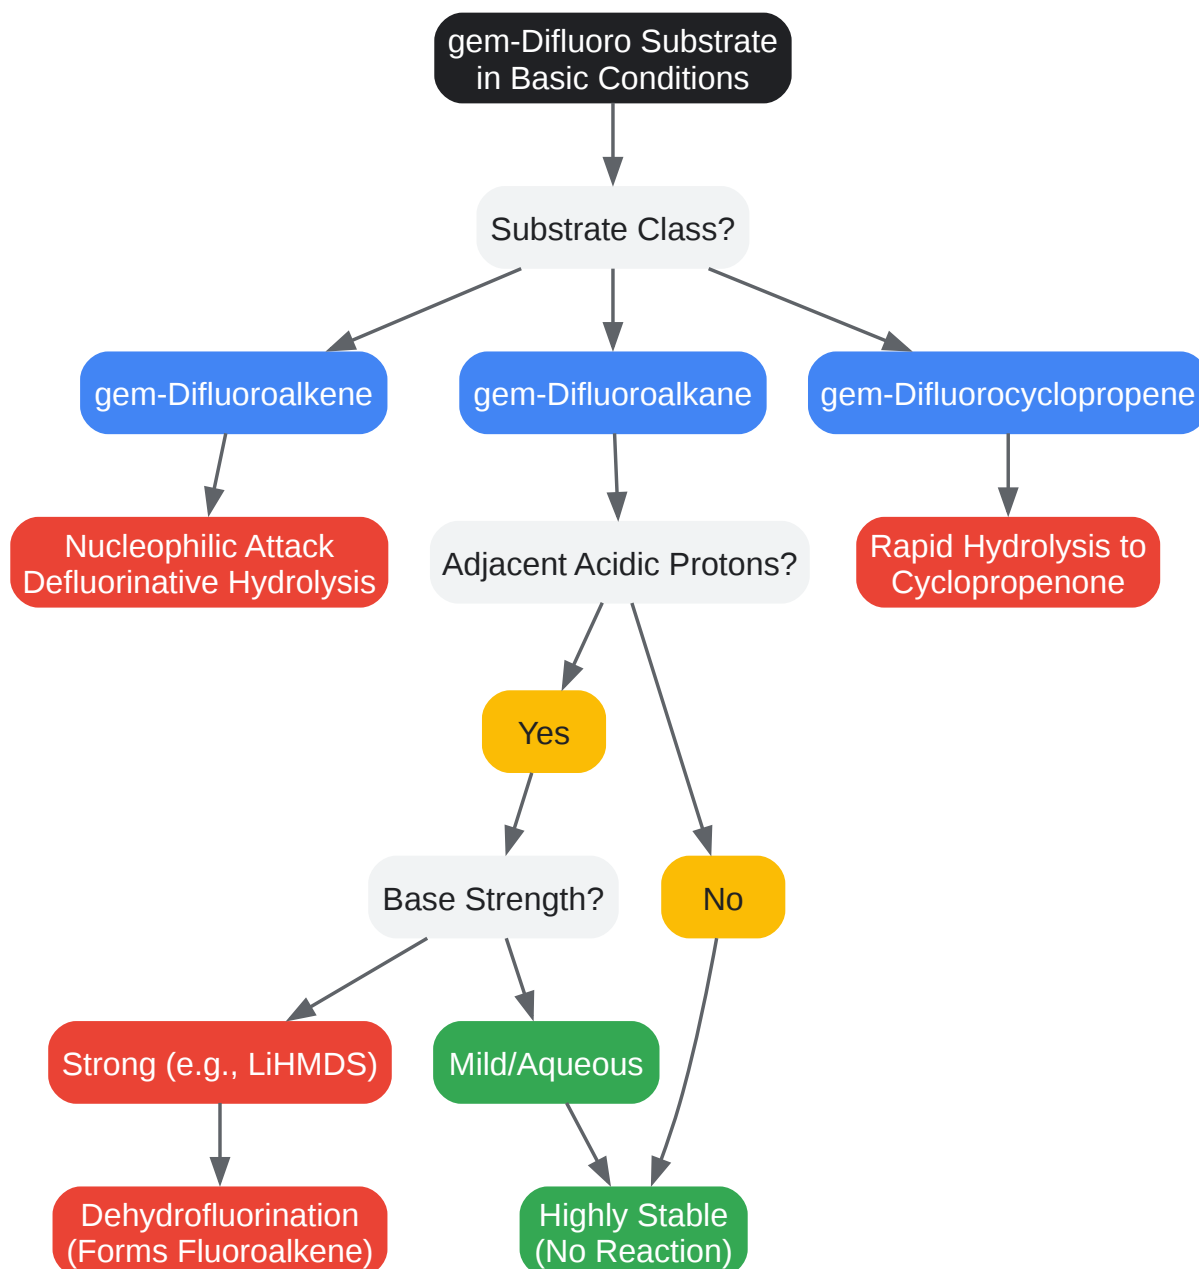 gem-Difluoro Substrate
in Basic Conditions
Substrate Class?
gem-Difluoroalkene
gem-Difluoroalkane
gem-Difluorocyclopropene
Nucleophilic Attack
Defluorinative Hydrolysis
Adjacent Acidic Protons?
Rapid Hydrolysis to
Cyclopropenone
Yes
Base Strength?
No
Strong (e.g., LiHMDS)
Mild/Aqueous
Dehydrofluorination
(Forms Fluoroalkene)
Highly Stable
(No Reaction)